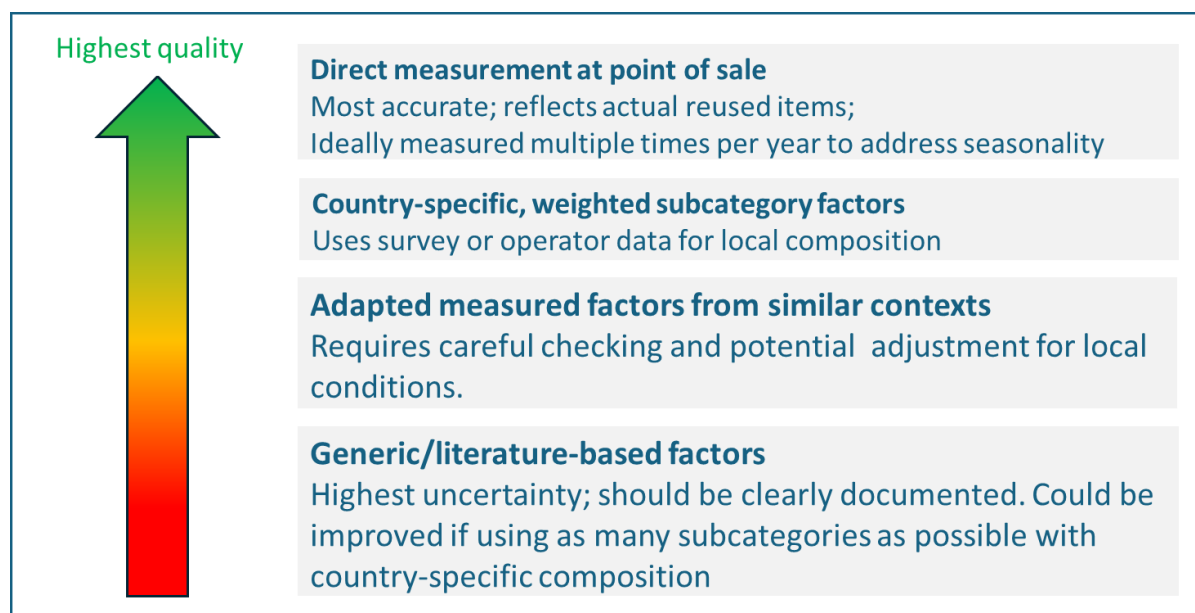 Highest quality
Direct measurement at point of sale
Most accurate; reflects actual reused items;
Ideally measured multiple times per year to address seasonality
Country-specific, weighted subcategory factors
Uses survey or operator data for local composition
Adapted measured factors from similar contexts
Requires careful checking and potential adjustment for local
conditions.
Generic/literature-based factors
Highest uncertainty; should be clearly documented. Could be
improved if using as many subcategories as possible with
country-specific composition